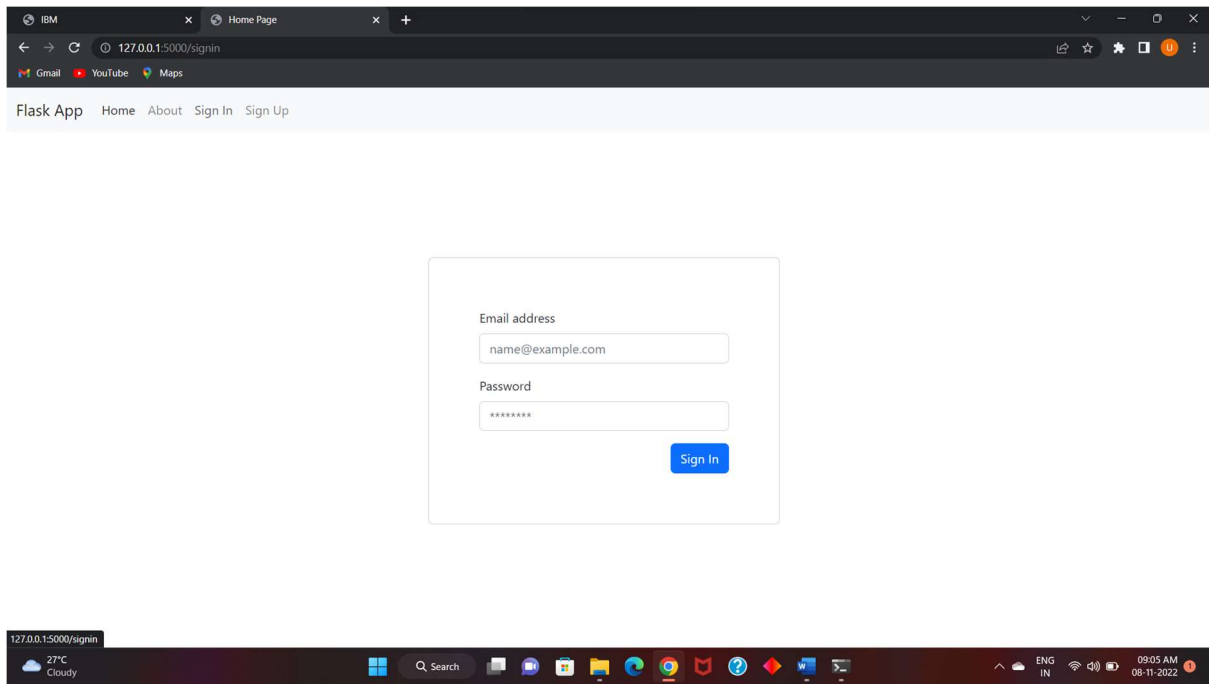 IBM
Home Page
127.0.0.1:5000/signin
Gmail YouTube Maps
U
Flask App Home About Sign In Sign Up
Email address
name@example.com
Password
********
Sign In
127.0.0.1:5000/signin
27°C
Cloudy
Search
ENG
IN
09:05 AM
08-11-2022
1